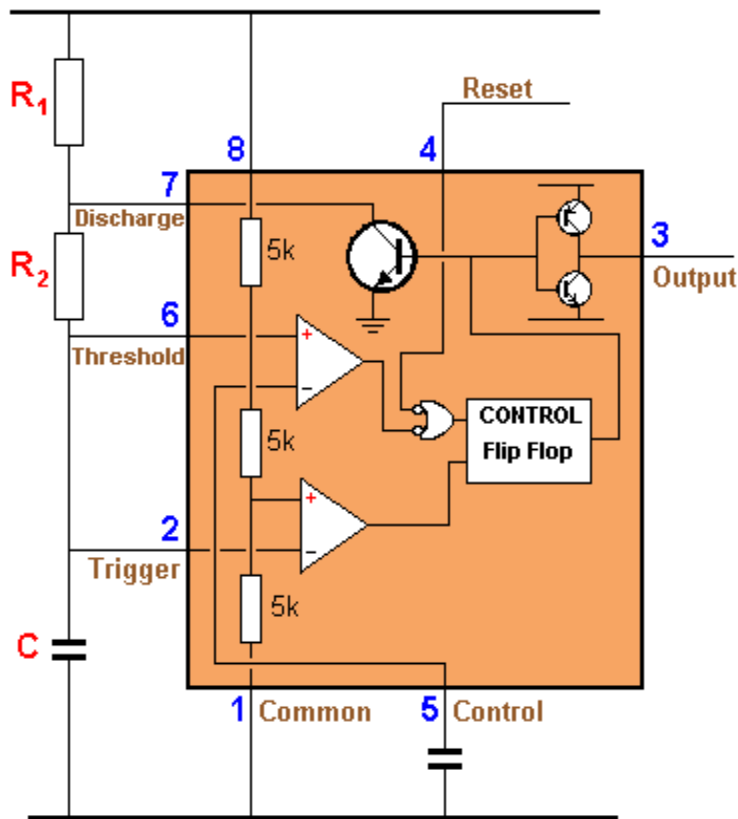 Reset
R1
8
4
7
Discharge
5k
3
Output
R2
6
Threshold
+
−
5k
CONTROL
Flip Flop
+
−
2
Trigger
5k
C
1 Common
5 Control